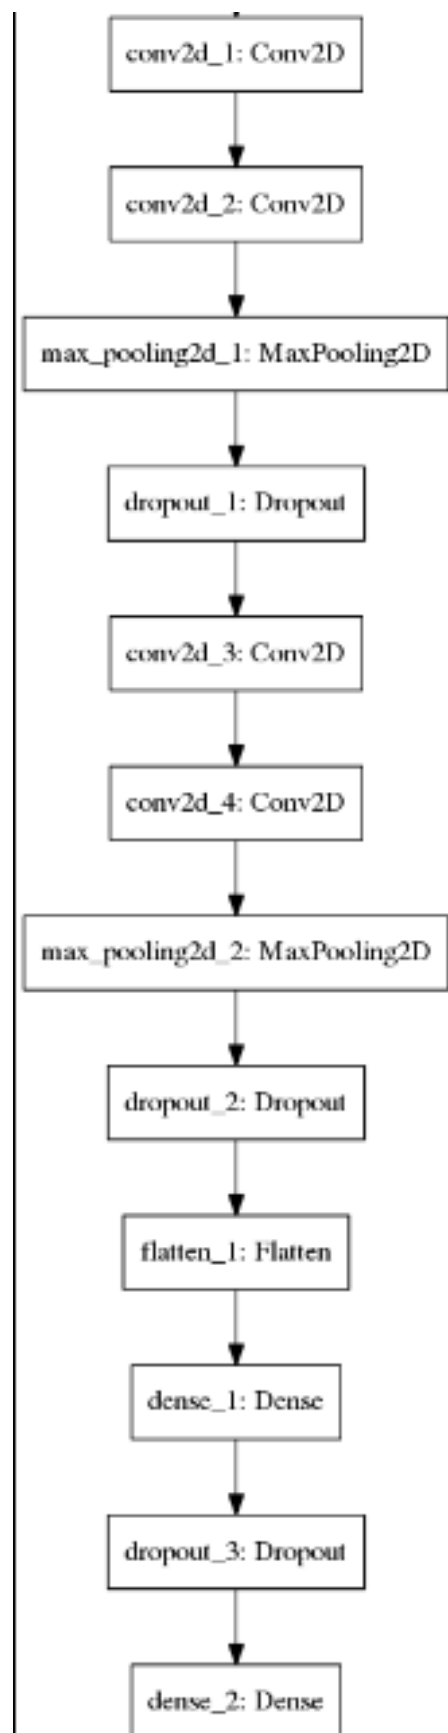 conv2d_1: Conv2D
conv2d_2: Conv2D
max_pooling2d_1: MaxPooling2D
dropout_1: Dropout
conv2d_3: Conv2D
conv2d_4: Conv2D
max_pooling2d_2: MaxPooling2D
dropout_2: Dropout
flatten_1: Flatten
dense_1: Dense
dropout_3: Dropout
dense_2: Dense